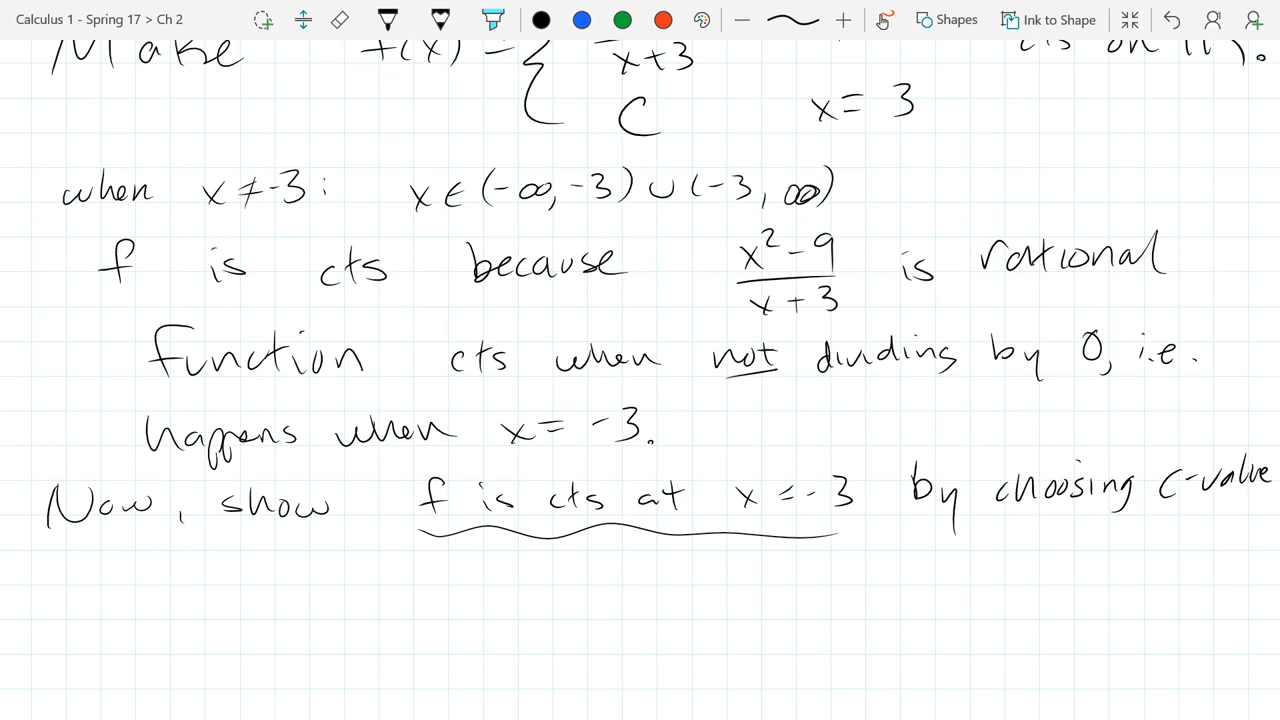 Calculus 1 - Spring 17 > Ch 2
Shapes
Ink to Shape
Make f(x) = { x+3 cts on
C x = 3
when x ≠ -3 : x ∈ (-∞, -3) ∪ (-3, ∞)
f is cts because x² - 9 / x + 3 is rational
function cts when not dividing by 0, i.e.
happens when x = -3.
Now, show f is cts at x = -3 by choosing C-value